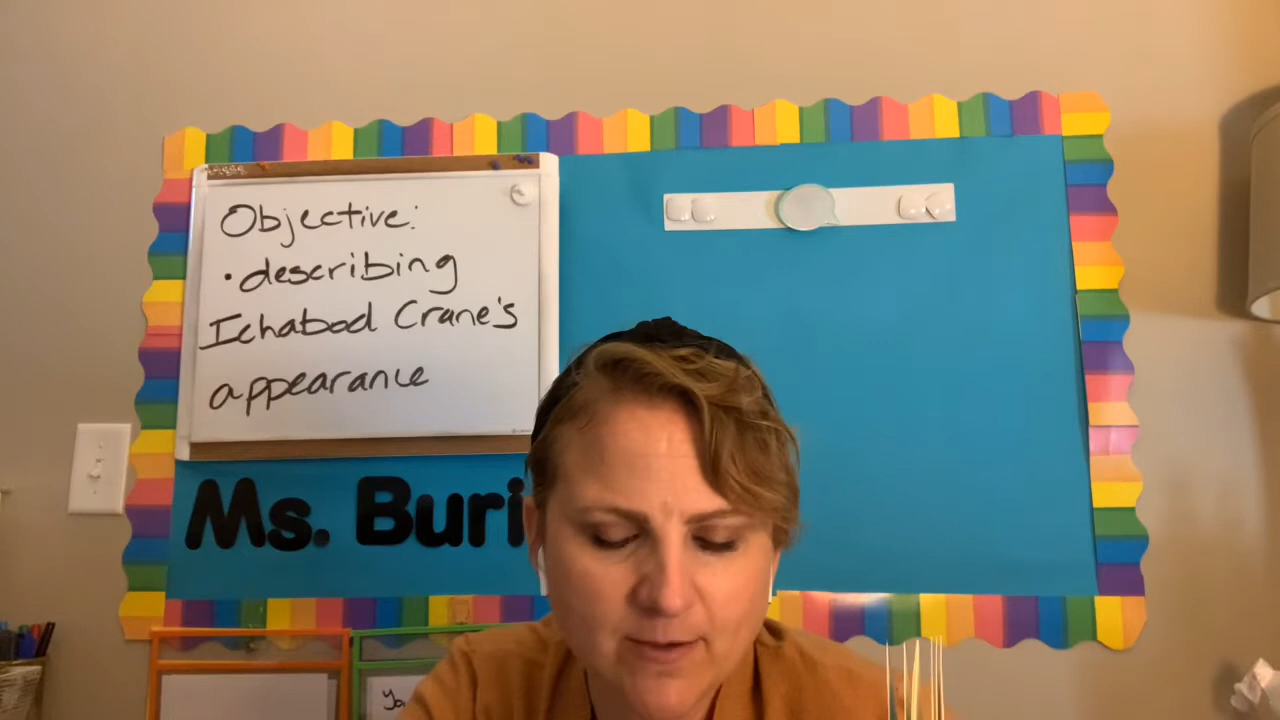 Objective:
• describing
Ichabod Crane's
appearance
Ms. Buri